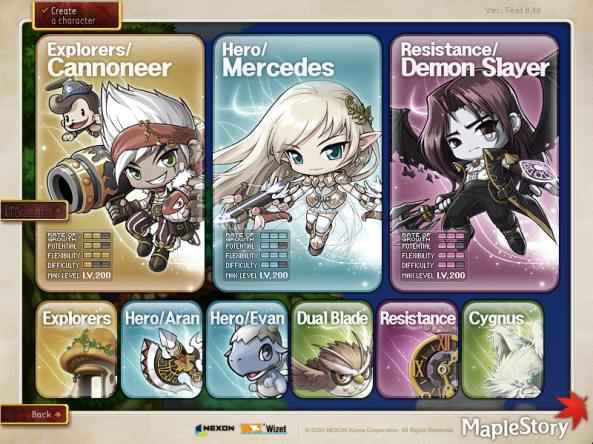 Create
a character
Ver. Test 0.18
Explorers/
Cannoneer
Hero/
Mercedes
Resistance/
Demon Slayer
View
All Character
RATE OF
GROWTH
POTENTIAL
FLEXIBILITY
DIFFICULTY
MAX LEVEL LV,200
RATE OF
GROWTH
POTENTIAL
FLEXIBILITY
DIFFICULTY
MAX LEVEL LV,200
RATE OF
GROWTH
POTENTIAL
FLEXIBILITY
DIFFICULTY
MAX LEVEL LV,200
Explorers
Hero/Aran
Hero/Evan
Dual Blade
Resistance
Cygnus
Back
NEXON
Wizet
© 2003 NEXON Korea Corporation. All Rights Reserved.
MapleStory